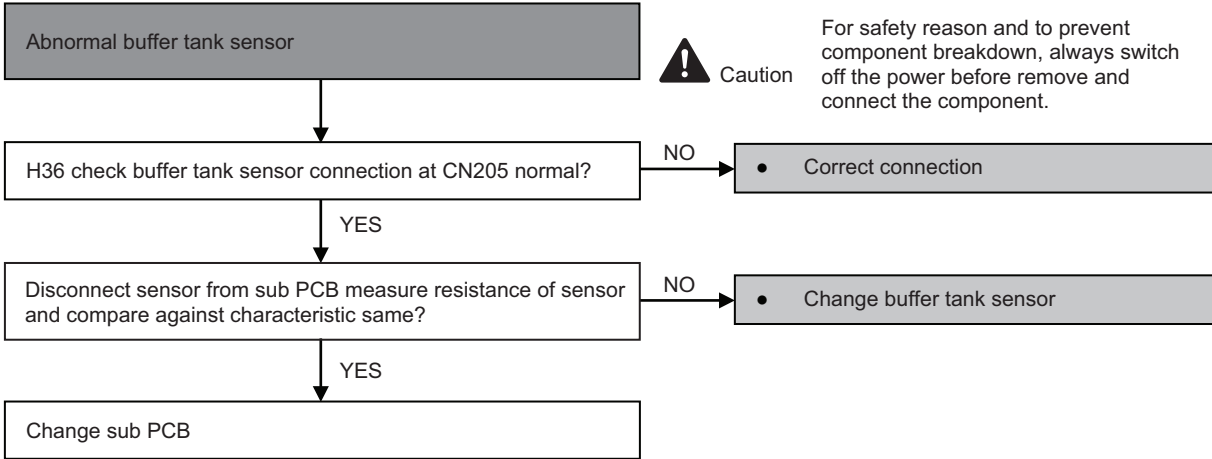 Abnormal buffer tank sensor
Caution
For safety reason and to prevent
component breakdown, always switch
off the power before remove and
connect the component.
H36 check buffer tank sensor connection at CN205 normal?
NO
• Correct connection
YES
Disconnect sensor from sub PCB measure resistance of sensor
and compare against characteristic same?
NO
• Change buffer tank sensor
YES
Change sub PCB